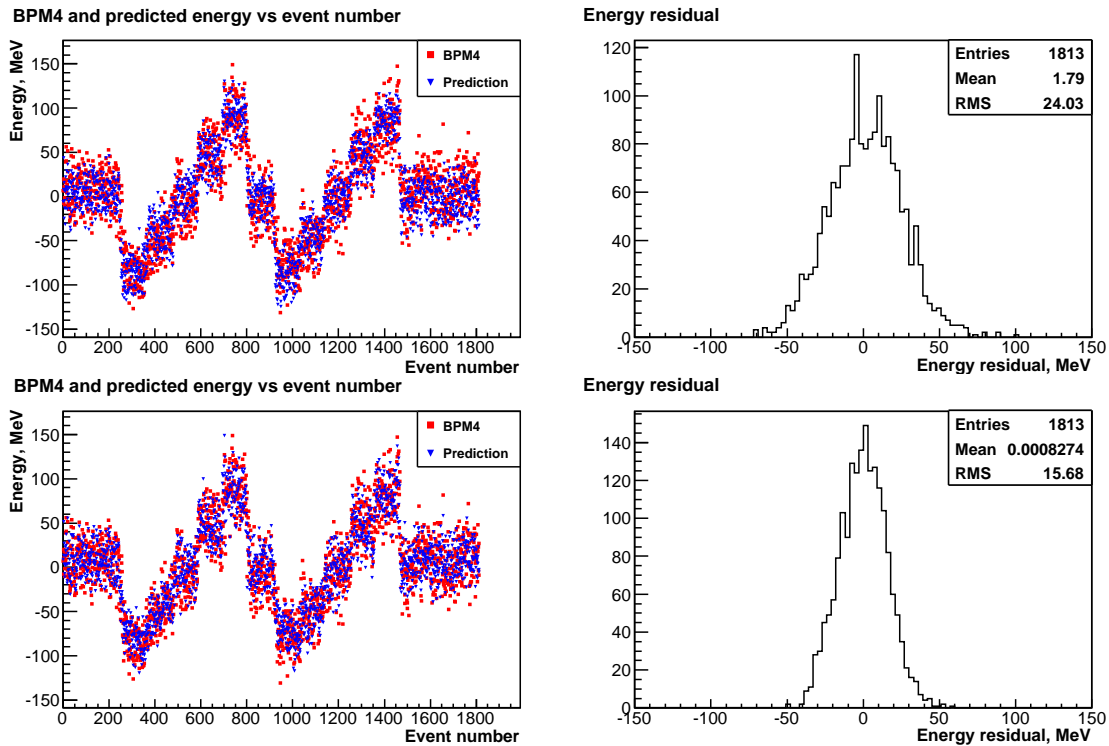 BPM4 and predicted energy vs event number
Energy, MeV
BPM4
Prediction
150
100
50
0
-50
-100
-150
0 200 400 600 800 1000 1200 1400 1600 1800
Event number
Energy residual
Entries 1813
Mean 1.79
RMS 24.03
120
100
80
60
40
20
0
-150 -100 -50 0 50 100 150
Energy residual, MeV
BPM4 and predicted energy vs event number
Energy, MeV
BPM4
Prediction
150
100
50
0
-50
-100
-150
0 200 400 600 800 1000 1200 1400 1600 1800
Event number
Energy residual
Entries 1813
Mean 0.0008274
RMS 15.68
140
120
100
80
60
40
20
0
-150 -100 -50 0 50 100 150
Energy residual, MeV